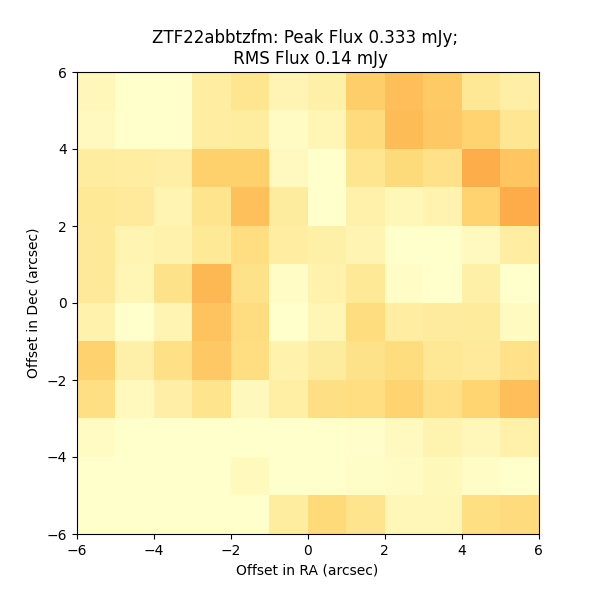 ZTF22abbtzfm: Peak Flux 0.333 mJy;
RMS Flux 0.14 mJy
6
4
2
0
−2
−4
−6
Offset in Dec (arcsec)
−6 −4 −2 0 2 4 6
Offset in RA (arcsec)